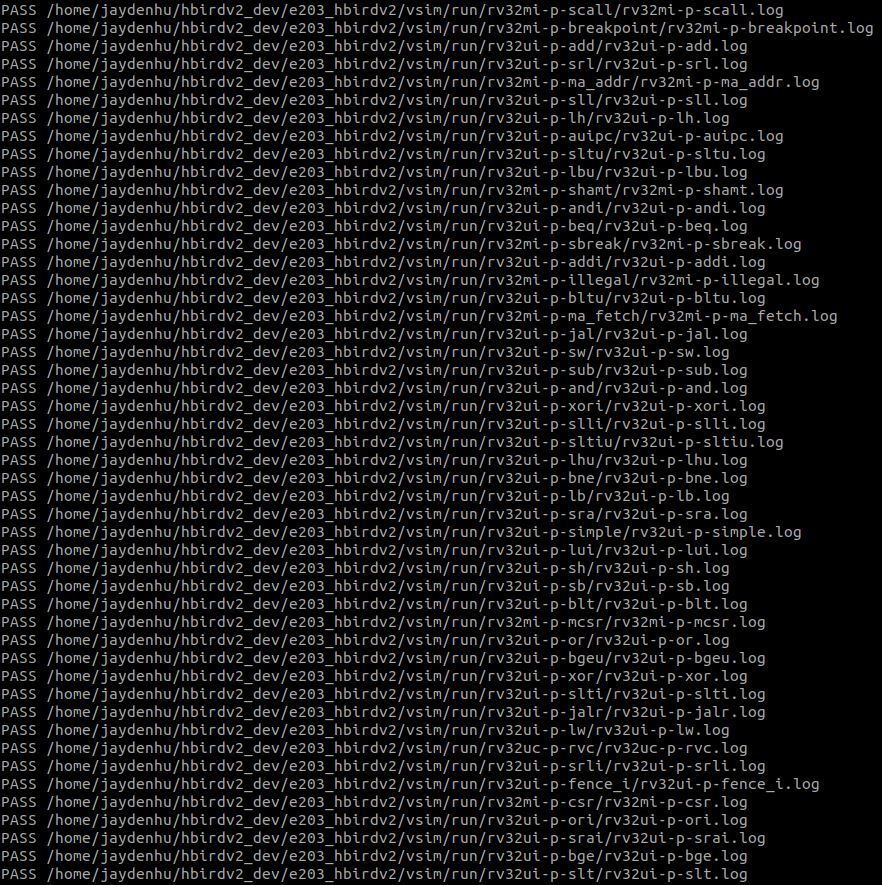 PASS /home/jaydenhu/hbirdv2_dev/e203_hbirdv2/vsim/run/rv32mi-p-scall/rv32mi-p-scall.log
PASS /home/jaydenhu/hbirdv2_dev/e203_hbirdv2/vsim/run/rv32mi-p-breakpoint/rv32mi-p-breakpoint.log
PASS /home/jaydenhu/hbirdv2_dev/e203_hbirdv2/vsim/run/rv32ui-p-add/rv32ui-p-add.log
PASS /home/jaydenhu/hbirdv2_dev/e203_hbirdv2/vsim/run/rv32ui-p-srl/rv32ui-p-srl.log
PASS /home/jaydenhu/hbirdv2_dev/e203_hbirdv2/vsim/run/rv32mi-p-ma_addr/rv32mi-p-ma_addr.log
PASS /home/jaydenhu/hbirdv2_dev/e203_hbirdv2/vsim/run/rv32ui-p-sll/rv32ui-p-sll.log
PASS /home/jaydenhu/hbirdv2_dev/e203_hbirdv2/vsim/run/rv32ui-p-lh/rv32ui-p-lh.log
PASS /home/jaydenhu/hbirdv2_dev/e203_hbirdv2/vsim/run/rv32ui-p-auipc/rv32ui-p-auipc.log
PASS /home/jaydenhu/hbirdv2_dev/e203_hbirdv2/vsim/run/rv32ui-p-sltu/rv32ui-p-sltu.log
PASS /home/jaydenhu/hbirdv2_dev/e203_hbirdv2/vsim/run/rv32ui-p-lbu/rv32ui-p-lbu.log
PASS /home/jaydenhu/hbirdv2_dev/e203_hbirdv2/vsim/run/rv32mi-p-shamt/rv32mi-p-shamt.log
PASS /home/jaydenhu/hbirdv2_dev/e203_hbirdv2/vsim/run/rv32ui-p-andi/rv32ui-p-andi.log
PASS /home/jaydenhu/hbirdv2_dev/e203_hbirdv2/vsim/run/rv32ui-p-beq/rv32ui-p-beq.log
PASS /home/jaydenhu/hbirdv2_dev/e203_hbirdv2/vsim/run/rv32mi-p-sbreak/rv32mi-p-sbreak.log
PASS /home/jaydenhu/hbirdv2_dev/e203_hbirdv2/vsim/run/rv32ui-p-addi/rv32ui-p-addi.log
PASS /home/jaydenhu/hbirdv2_dev/e203_hbirdv2/vsim/run/rv32mi-p-illegal/rv32mi-p-illegal.log
PASS /home/jaydenhu/hbirdv2_dev/e203_hbirdv2/vsim/run/rv32ui-p-bltu/rv32ui-p-bltu.log
PASS /home/jaydenhu/hbirdv2_dev/e203_hbirdv2/vsim/run/rv32mi-p-ma_fetch/rv32mi-p-ma_fetch.log
PASS /home/jaydenhu/hbirdv2_dev/e203_hbirdv2/vsim/run/rv32ui-p-jal/rv32ui-p-jal.log
PASS /home/jaydenhu/hbirdv2_dev/e203_hbirdv2/vsim/run/rv32ui-p-sw/rv32ui-p-sw.log
PASS /home/jaydenhu/hbirdv2_dev/e203_hbirdv2/vsim/run/rv32ui-p-sub/rv32ui-p-sub.log
PASS /home/jaydenhu/hbirdv2_dev/e203_hbirdv2/vsim/run/rv32ui-p-and/rv32ui-p-and.log
PASS /home/jaydenhu/hbirdv2_dev/e203_hbirdv2/vsim/run/rv32ui-p-xori/rv32ui-p-xori.log
PASS /home/jaydenhu/hbirdv2_dev/e203_hbirdv2/vsim/run/rv32ui-p-slli/rv32ui-p-slli.log
PASS /home/jaydenhu/hbirdv2_dev/e203_hbirdv2/vsim/run/rv32ui-p-sltiu/rv32ui-p-sltiu.log
PASS /home/jaydenhu/hbirdv2_dev/e203_hbirdv2/vsim/run/rv32ui-p-lhu/rv32ui-p-lhu.log
PASS /home/jaydenhu/hbirdv2_dev/e203_hbirdv2/vsim/run/rv32ui-p-bne/rv32ui-p-bne.log
PASS /home/jaydenhu/hbirdv2_dev/e203_hbirdv2/vsim/run/rv32ui-p-lb/rv32ui-p-lb.log
PASS /home/jaydenhu/hbirdv2_dev/e203_hbirdv2/vsim/run/rv32ui-p-sra/rv32ui-p-sra.log
PASS /home/jaydenhu/hbirdv2_dev/e203_hbirdv2/vsim/run/rv32ui-p-simple/rv32ui-p-simple.log
PASS /home/jaydenhu/hbirdv2_dev/e203_hbirdv2/vsim/run/rv32ui-p-lui/rv32ui-p-lui.log
PASS /home/jaydenhu/hbirdv2_dev/e203_hbirdv2/vsim/run/rv32ui-p-sh/rv32ui-p-sh.log
PASS /home/jaydenhu/hbirdv2_dev/e203_hbirdv2/vsim/run/rv32ui-p-sb/rv32ui-p-sb.log
PASS /home/jaydenhu/hbirdv2_dev/e203_hbirdv2/vsim/run/rv32ui-p-blt/rv32ui-p-blt.log
PASS /home/jaydenhu/hbirdv2_dev/e203_hbirdv2/vsim/run/rv32mi-p-mcsr/rv32mi-p-mcsr.log
PASS /home/jaydenhu/hbirdv2_dev/e203_hbirdv2/vsim/run/rv32ui-p-or/rv32ui-p-or.log
PASS /home/jaydenhu/hbirdv2_dev/e203_hbirdv2/vsim/run/rv32ui-p-bgeu/rv32ui-p-bgeu.log
PASS /home/jaydenhu/hbirdv2_dev/e203_hbirdv2/vsim/run/rv32ui-p-xor/rv32ui-p-xor.log
PASS /home/jaydenhu/hbirdv2_dev/e203_hbirdv2/vsim/run/rv32ui-p-slti/rv32ui-p-slti.log
PASS /home/jaydenhu/hbirdv2_dev/e203_hbirdv2/vsim/run/rv32ui-p-jalr/rv32ui-p-jalr.log
PASS /home/jaydenhu/hbirdv2_dev/e203_hbirdv2/vsim/run/rv32ui-p-lw/rv32ui-p-lw.log
PASS /home/jaydenhu/hbirdv2_dev/e203_hbirdv2/vsim/run/rv32uc-p-rvc/rv32uc-p-rvc.log
PASS /home/jaydenhu/hbirdv2_dev/e203_hbirdv2/vsim/run/rv32ui-p-srli/rv32ui-p-srli.log
PASS /home/jaydenhu/hbirdv2_dev/e203_hbirdv2/vsim/run/rv32ui-p-fence_i/rv32ui-p-fence_i.log
PASS /home/jaydenhu/hbirdv2_dev/e203_hbirdv2/vsim/run/rv32mi-p-csr/rv32mi-p-csr.log
PASS /home/jaydenhu/hbirdv2_dev/e203_hbirdv2/vsim/run/rv32ui-p-ori/rv32ui-p-ori.log
PASS /home/jaydenhu/hbirdv2_dev/e203_hbirdv2/vsim/run/rv32ui-p-srai/rv32ui-p-srai.log
PASS /home/jaydenhu/hbirdv2_dev/e203_hbirdv2/vsim/run/rv32ui-p-bge/rv32ui-p-bge.log
PASS /home/jaydenhu/hbirdv2_dev/e203_hbirdv2/vsim/run/rv32ui-p-slt/rv32ui-p-slt.log